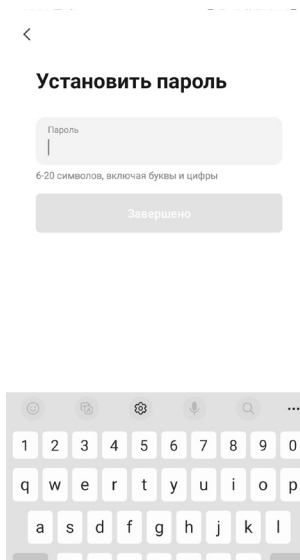 Установить пароль
Пароль
6-20 символов, включая буквы и цифры
Завершено
1 2 3 4 5 6 7 8 9 0
q w e r t y u i o p
a s d f g h j k l